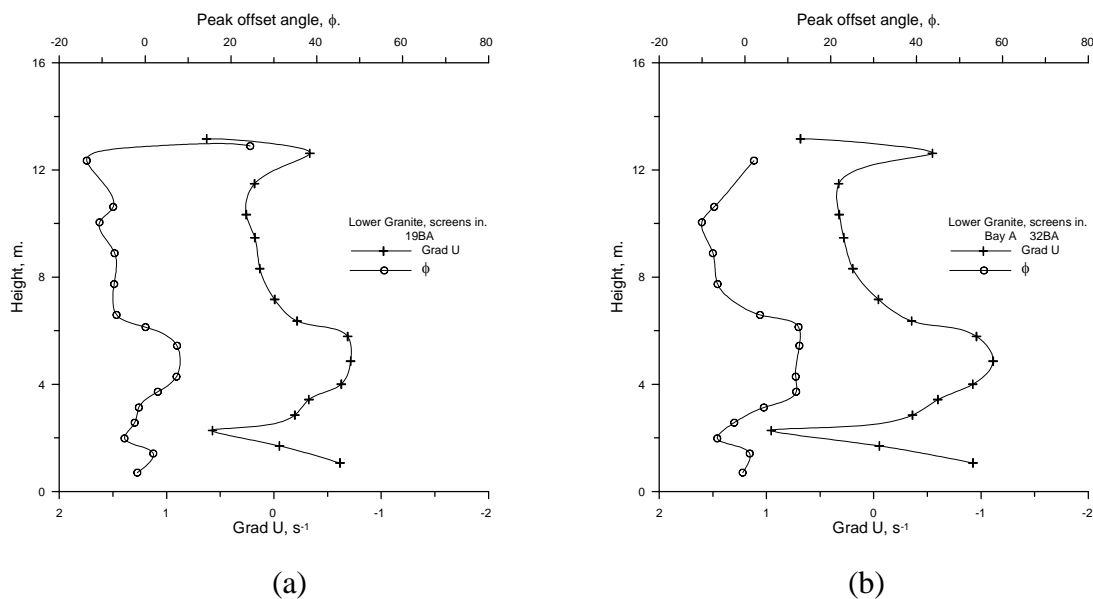 Peak offset angle, ϕ.
-20 0 20 40 60 80
16
12
8
4
0
Height, m.
Lower Granite, screens in.
19BA
Grad U
ϕ
2 1 0 -1 -2
Grad U, s-1
(a)
Peak offset angle, ϕ.
-20 0 20 40 60 80
16
12
8
4
0
Height, m.
Lower Granite, screens in.
Bay A 32BA
Grad U
ϕ
2 1 0 -1 -2
Grad U, s-1
(b)